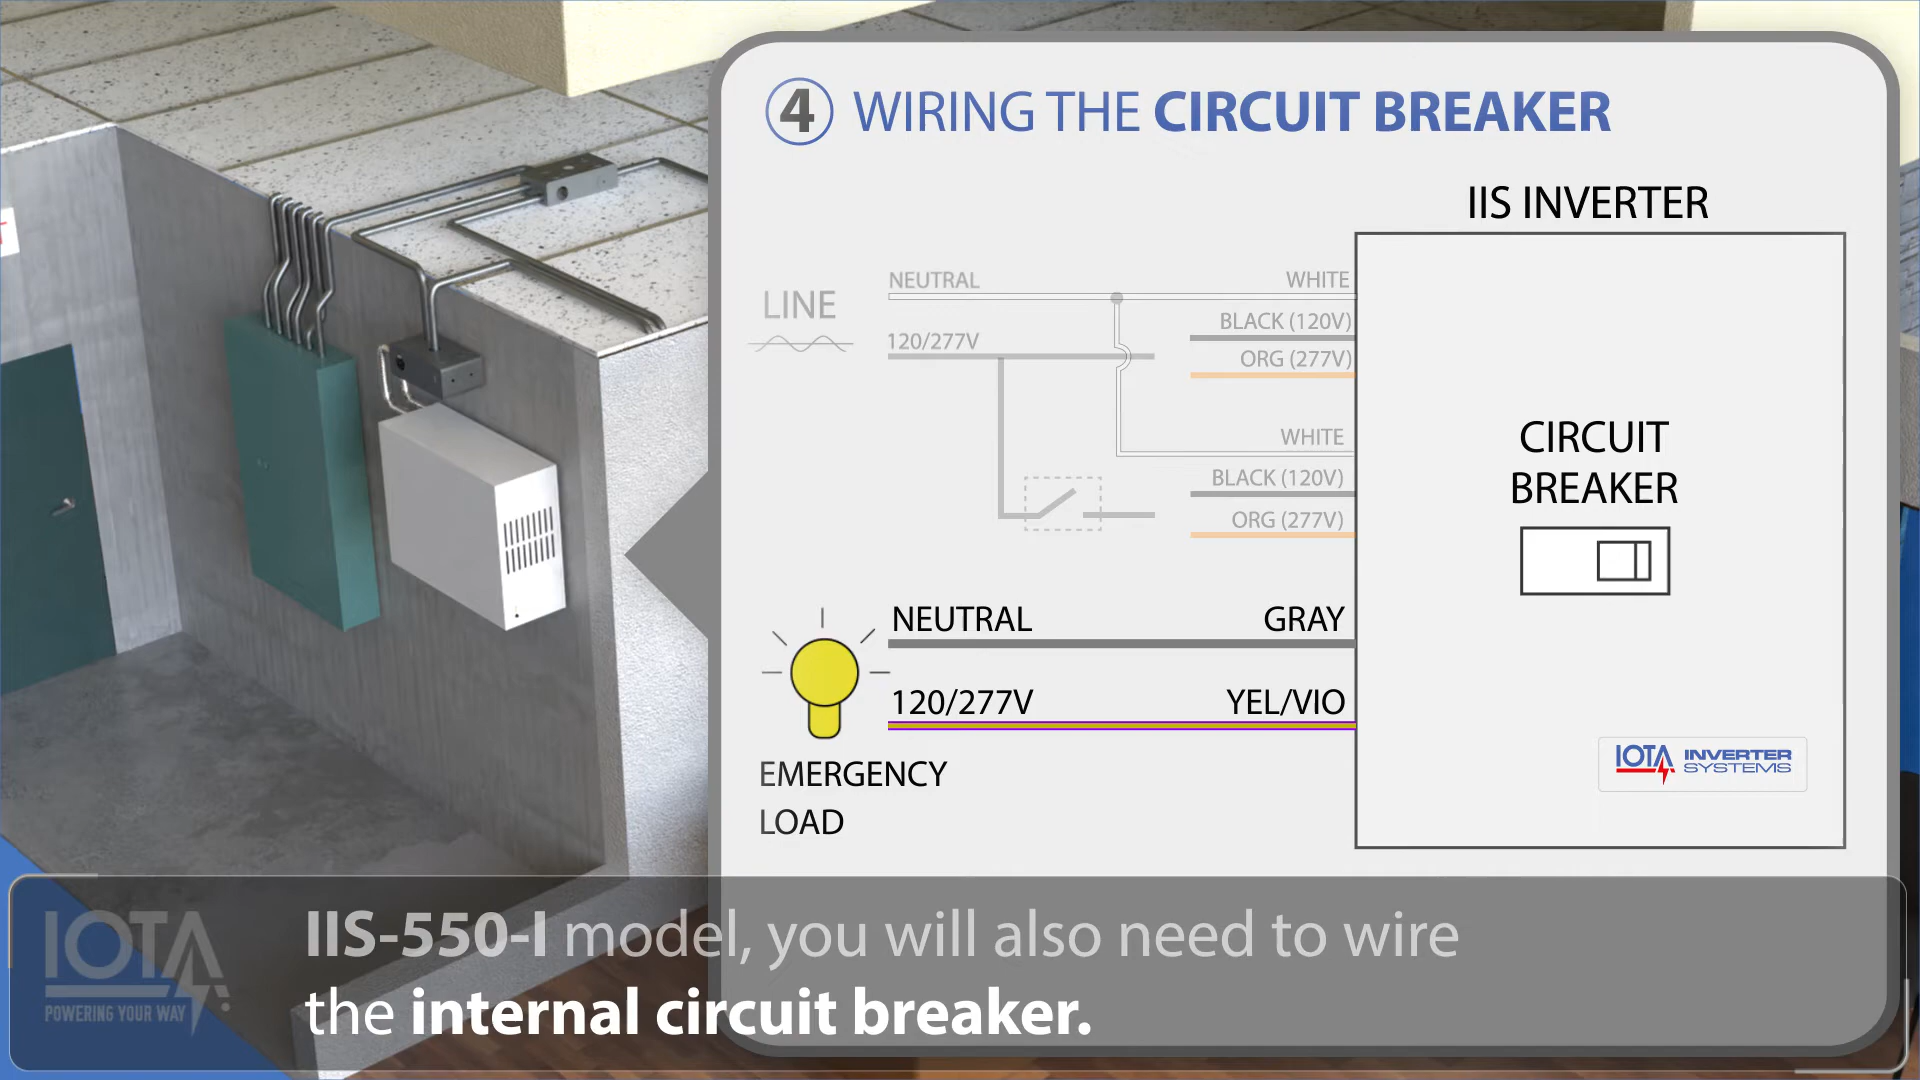 4 WIRING THE CIRCUIT BREAKER
IIS INVERTER
LINE
NEUTRAL
WHITE
BLACK (120V)
120/277V
ORG (277V)
WHITE
BLACK (120V)
ORG (277V)
CIRCUIT
BREAKER
NEUTRAL
GRAY
120/277V
YEL/VIO
EMERGENCY
LOAD
IOTA INVERTER
SYSTEMS
IIS-550-I model, you will also need to wire
the internal circuit breaker.
IOTA
POWERING YOUR WAY